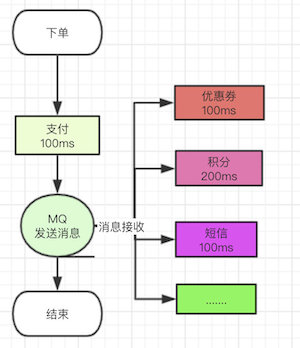 下单
支付
100ms
MQ
发送消息
消息接收
结束
优惠券
100ms
积分
200ms
短信
100ms
.......